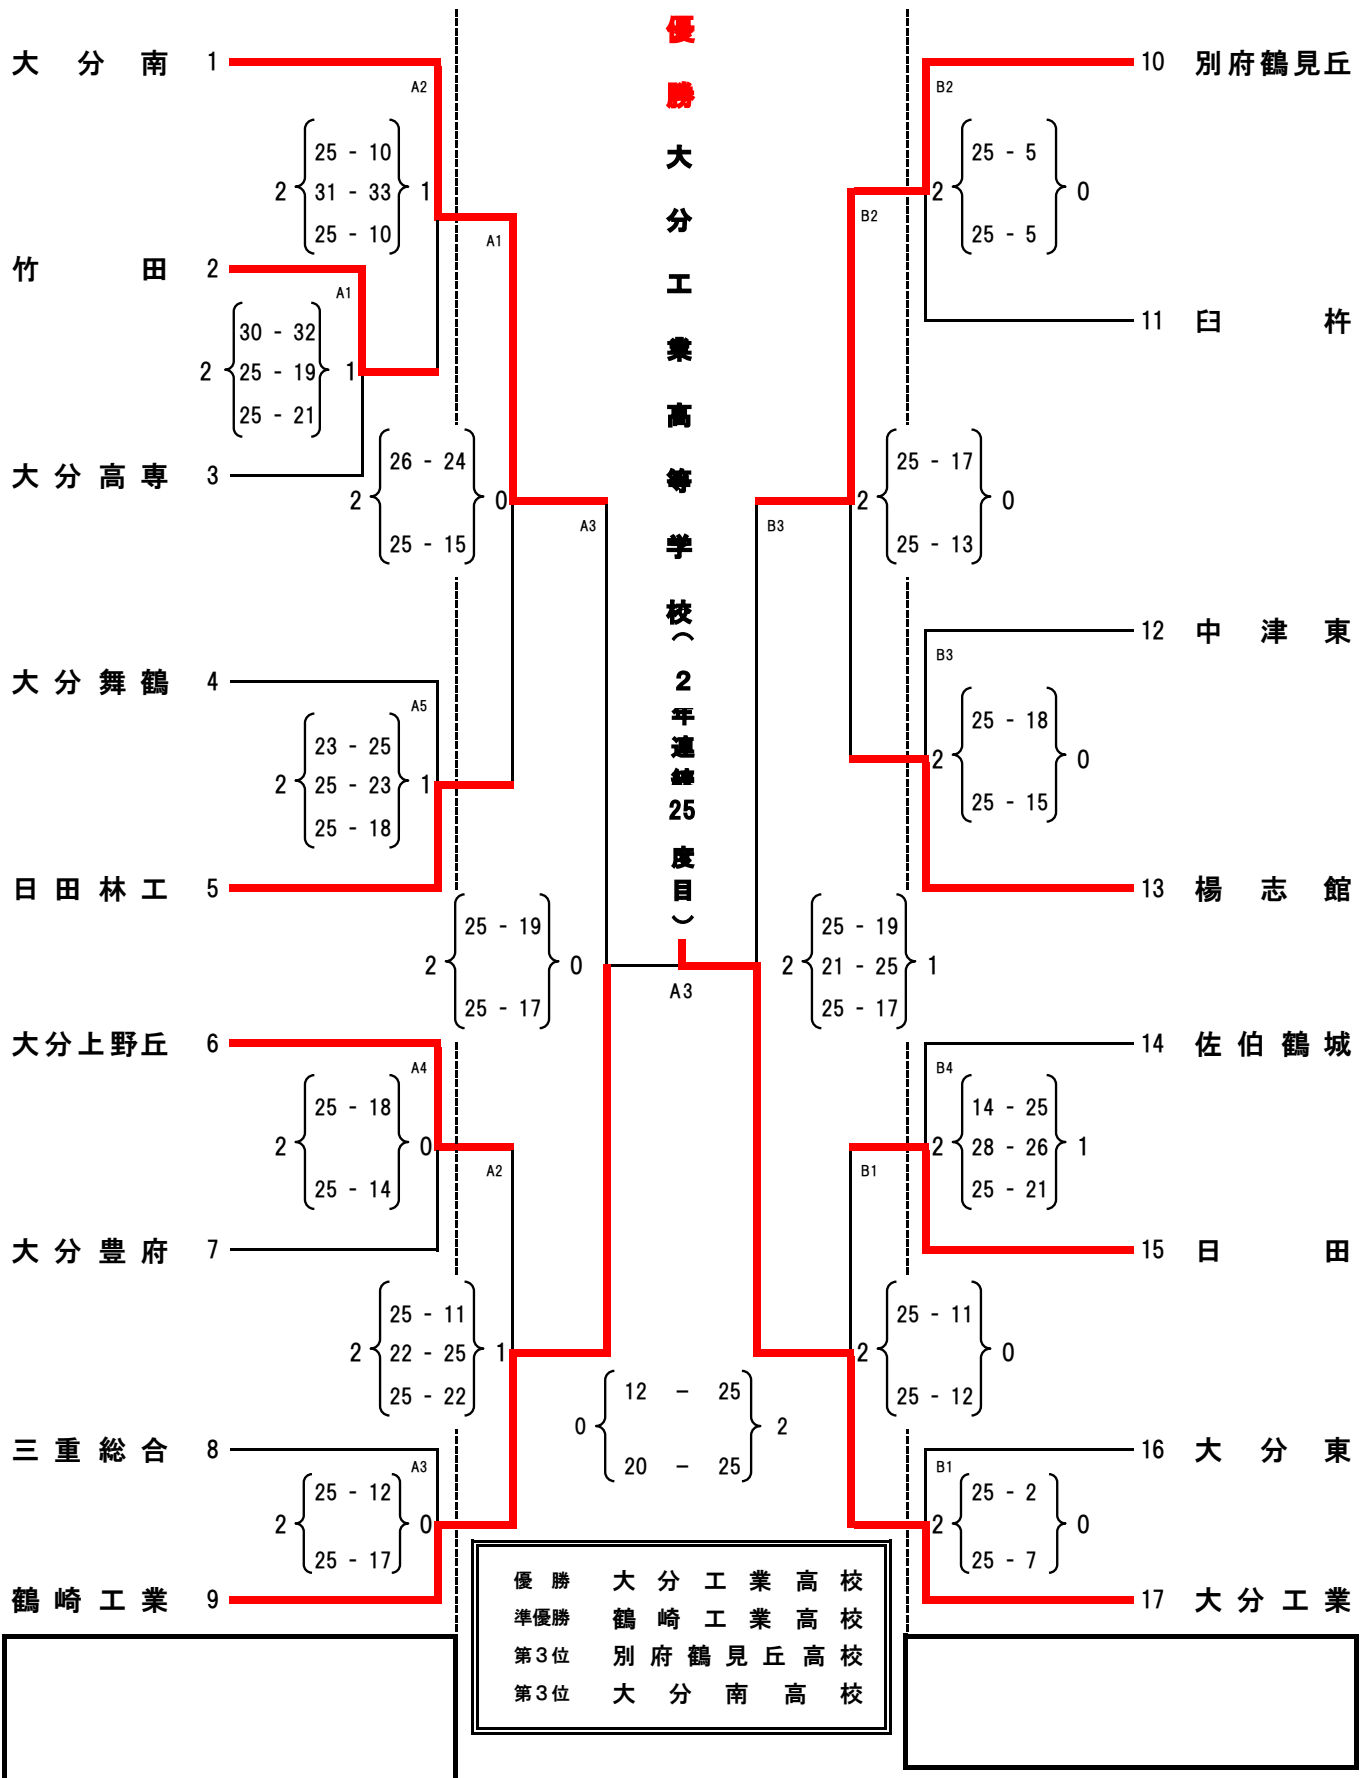 優勝 大分工業高等学校（2年連続25度目）
大分南 1
A2
25 - 10
2 31 - 33 1
25 - 10
A1
竹田 2
A1
30 - 32
2 25 - 19 1
25 - 21
大分高専 3
26 - 24
2 0
25 - 15
A3
大分舞鶴 4
A5
23 - 25
2 25 - 23 1
25 - 18
日田林工 5
25 - 19
2 0
25 - 17
大分上野丘 6
A4
25 - 18
2 0
25 - 14
A2
大分豊府 7
25 - 11
2 22 - 25 1
25 - 22
三重総合 8
A3
25 - 12
2 0
25 - 17
鶴崎工業 9
A3
12 － 25
0 2
20 － 25
10 別府鶴見丘
B2
25 - 5
2 0
25 - 5
B2
11 臼杵
25 - 17
2 0
25 - 13
B3
12 中津東
B3
25 - 18
2 0
25 - 15
13 楊志館
25 - 19
2 21 - 25 1
25 - 17
14 佐伯鶴城
B4
14 - 25
2 28 - 26 1
25 - 21
B1
15 日田
25 - 11
2 0
25 - 12
16 大分東
B1
25 - 2
2 0
25 - 7
17 大分工業
優勝 大分工業高校
準優勝 鶴崎工業高校
第3位 別府鶴見丘高校
第3位 大分南高校